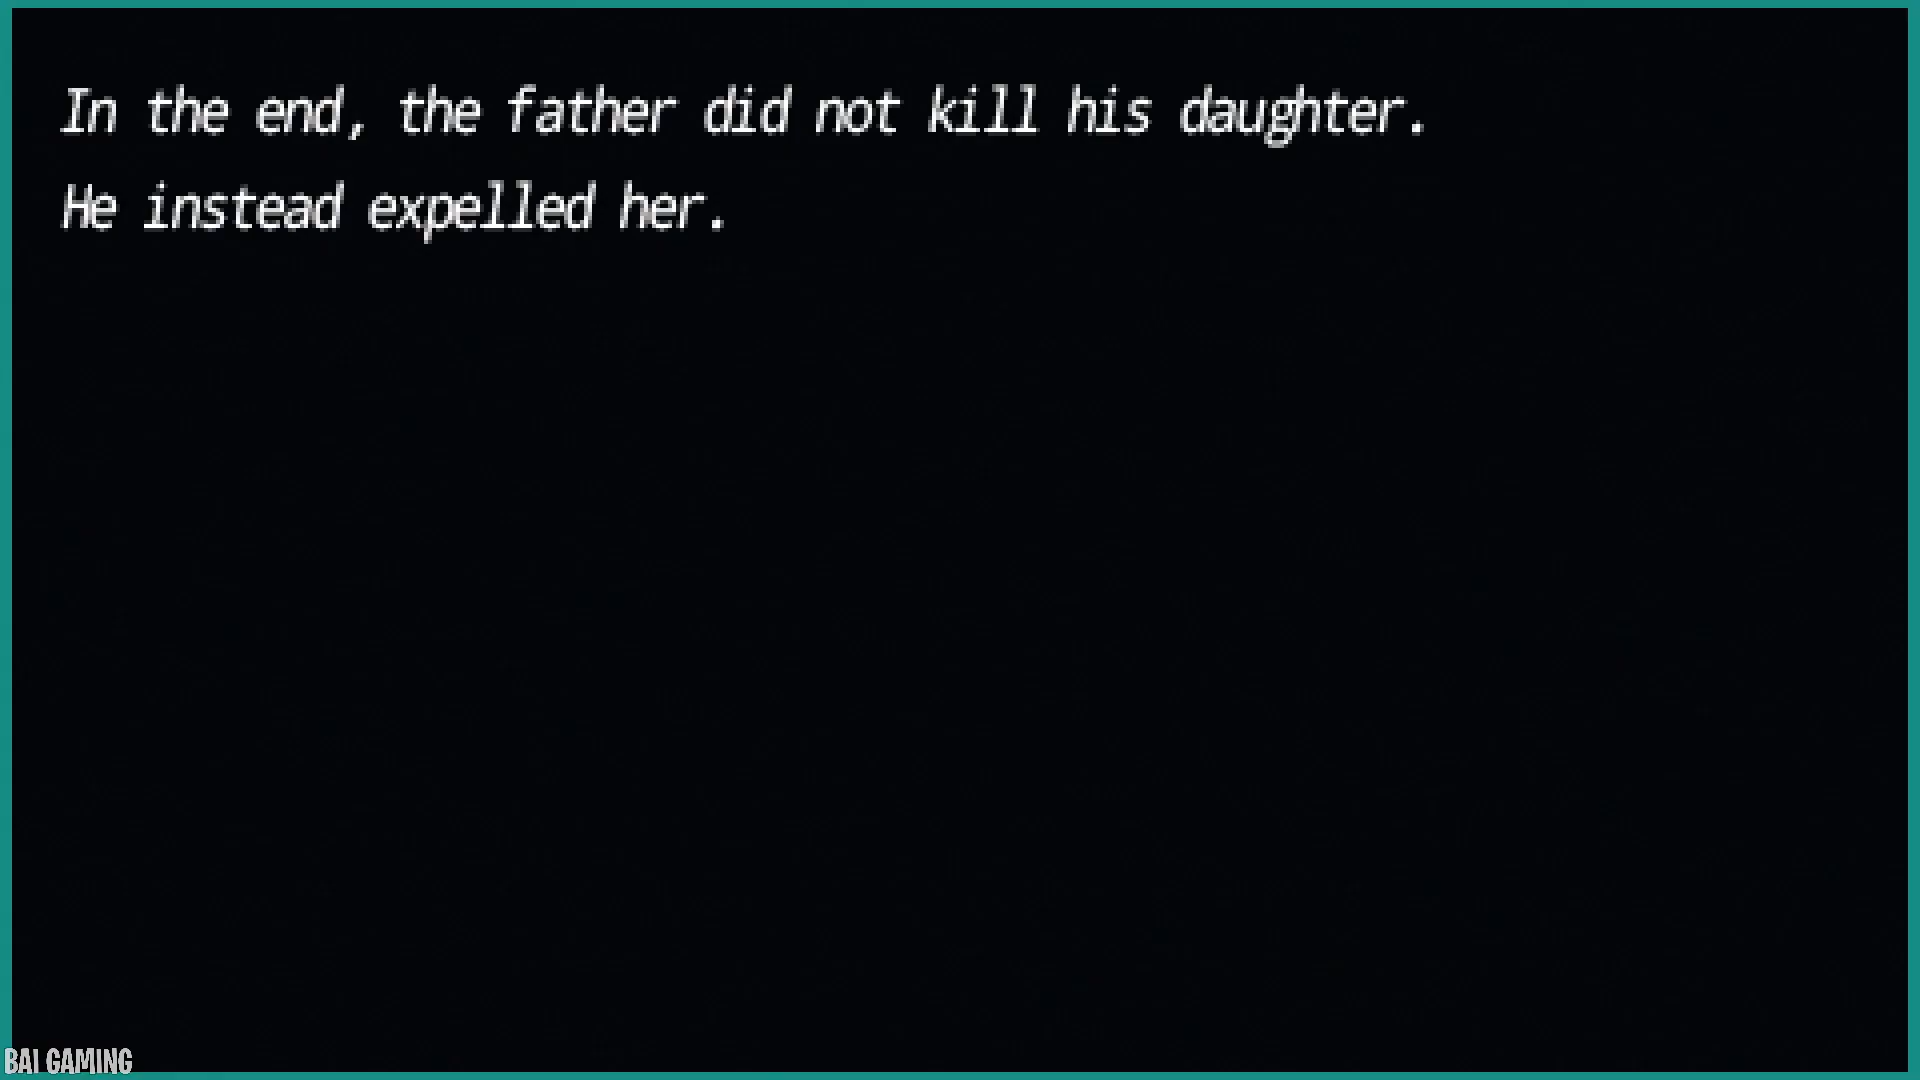 In the end, the father did not kill his daughter.
He instead expelled her.
BAI GAMING